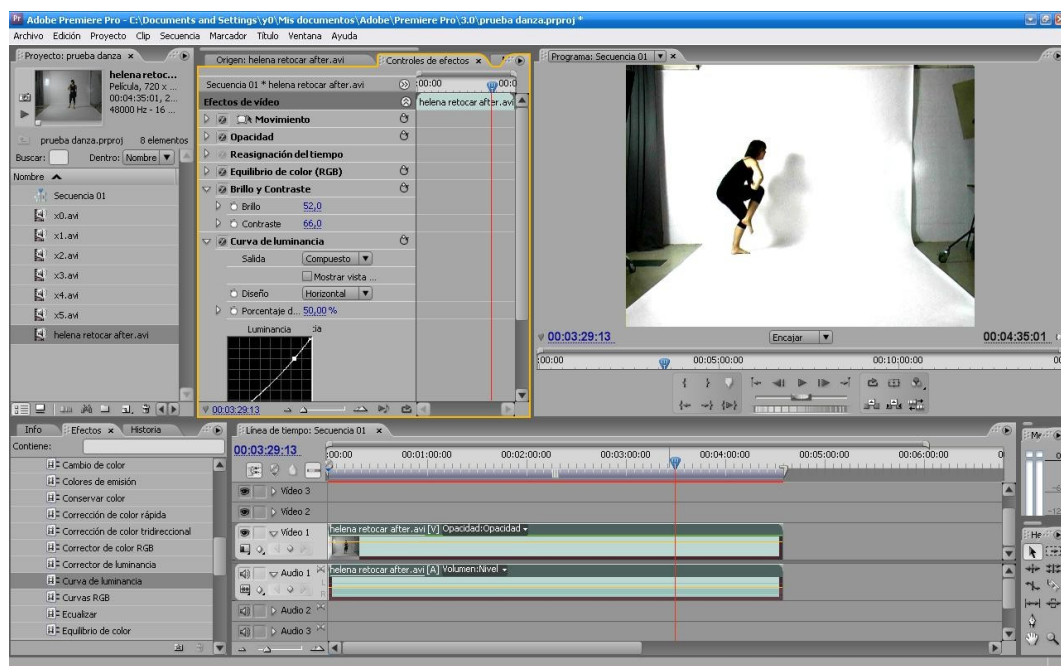 Adobe Premiere Pro - C:\Documents and Settings\y0\Mis documentos\Adobe\Premiere Pro\3.0\prueba danza.prproj *
Archivo Edición Proyecto Clip Secuencia Marcador Título Ventana Ayuda
Proyecto: prueba danza
helena retoc...
Película, 720 x ...
00:04:35:01, 2...
48000 Hz - 16 ...
prueba danza.prproj 8 elementos
Buscar: Dentro: Nombre
Nombre
Secuencia 01
x0.avi
x1.avi
x2.avi
x3.avi
x4.avi
x5.avi
helena retocar after.avi
Origen: helena retocar after.avi Controles de efectos
Secuencia 01 * helena retocar after.avi :00:00 00:0
Efectos de vídeo helena retocar after.avi
Movimiento
Opacidad
Reasignación del tiempo
Equilibrio de color (RGB)
Brillo y Contraste
Brillo 52,0
Contraste 66,0
Curva de luminancia
Salida Compuesto
Mostrar vista ...
Diseño Horizontal
Porcentaje d... 50,00 %
Luminancia
00:03:29:13
Programa: Secuencia 01
00:03:29:13 Encajar 00:04:35:01
:00:00 00:05:00:00 00:10:00:00 00
Info Efectos Historia
Contiene:
Cambio de color
Colores de emisión
Conservar color
Corrección de color rápida
Corrección de color tridireccional
Corrector de color RGB
Corrector de luminancia
Curva de luminancia
Curvas RGB
Ecualizar
Equilibrio de color
Línea de tiempo: Secuencia 01
00:03:29:13 :00:00 00:01:00:00 00:02:00:00 00:03:00:00 00:04:00:00 00:05:00:00 00:06:00:00 0
Vídeo 3
Vídeo 2
Vídeo 1 helena retocar after.avi [V] Opacidad:Opacidad
Audio 1 helena retocar after.avi [A] Volumen:Nivel
L
R
Audio 2
Audio 3
0
-6
-12
He